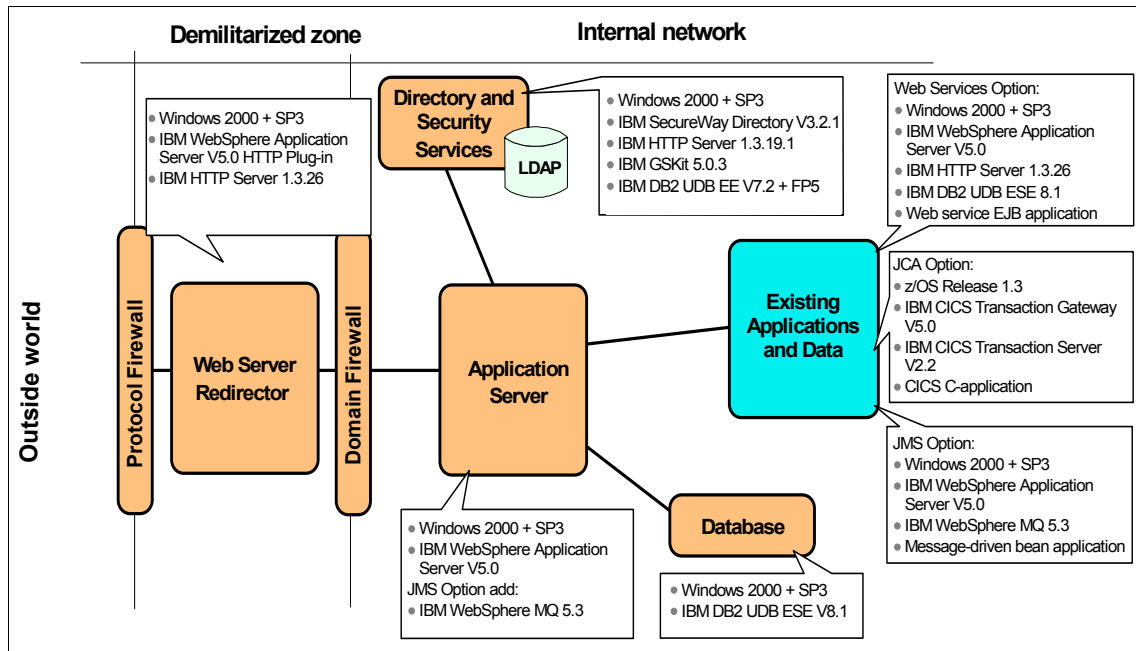 Demilitarized zone
Internal network
Outside world
Protocol Firewall
Windows 2000 + SP3
IBM WebSphere Application
Server V5.0 HTTP Plug-in
IBM HTTP Server 1.3.26
Web Server
Redirector
Domain Firewall
Directory and
Security
Services
LDAP
Windows 2000 + SP3
IBM SecureWay Directory V3.2.1
IBM HTTP Server 1.3.19.1
IBM GSKit 5.0.3
IBM DB2 UDB EE V7.2 + FP5
Application
Server
Windows 2000 + SP3
IBM WebSphere Application
Server V5.0
JMS Option add:
IBM WebSphere MQ 5.3
Database
Windows 2000 + SP3
IBM DB2 UDB ESE V8.1
Existing
Applications
and Data
Web Services Option:
Windows 2000 + SP3
IBM WebSphere Application
Server V5.0
IBM HTTP Server 1.3.26
IBM DB2 UDB ESE 8.1
Web service EJB application
JCA Option:
z/OS Release 1.3
IBM CICS Transaction Gateway
V5.0
IBM CICS Transaction Server
V2.2
CICS C-application
JMS Option:
Windows 2000 + SP3
IBM WebSphere Application
Server V5.0
IBM WebSphere MQ 5.3
Message-driven bean application